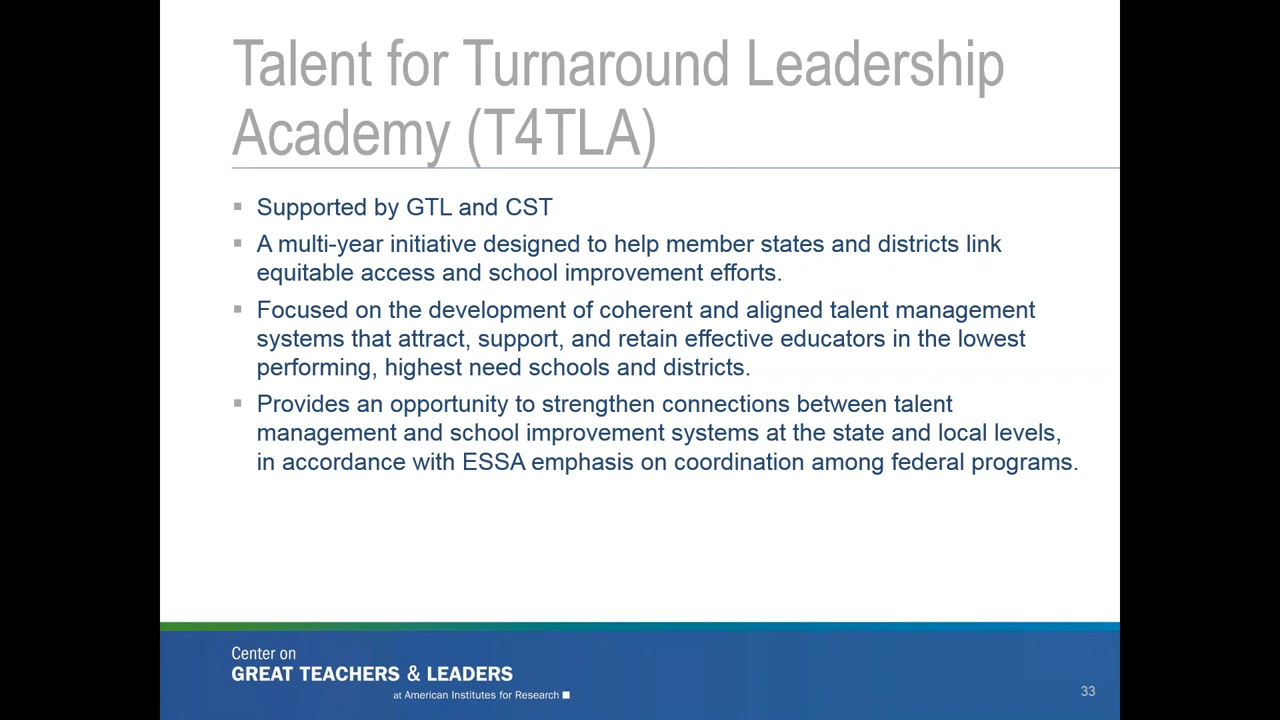 Talent for Turnaround Leadership
Academy (T4TLA)
▪ Supported by GTL and CST
▪ A multi-year initiative designed to help member states and districts link
equitable access and school improvement efforts.
▪ Focused on the development of coherent and aligned talent management
systems that attract, support, and retain effective educators in the lowest
performing, highest need schools and districts.
▪ Provides an opportunity to strengthen connections between talent
management and school improvement systems at the state and local levels,
in accordance with ESSA emphasis on coordination among federal programs.
Center on
GREAT TEACHERS & LEADERS
at American Institutes for Research
33